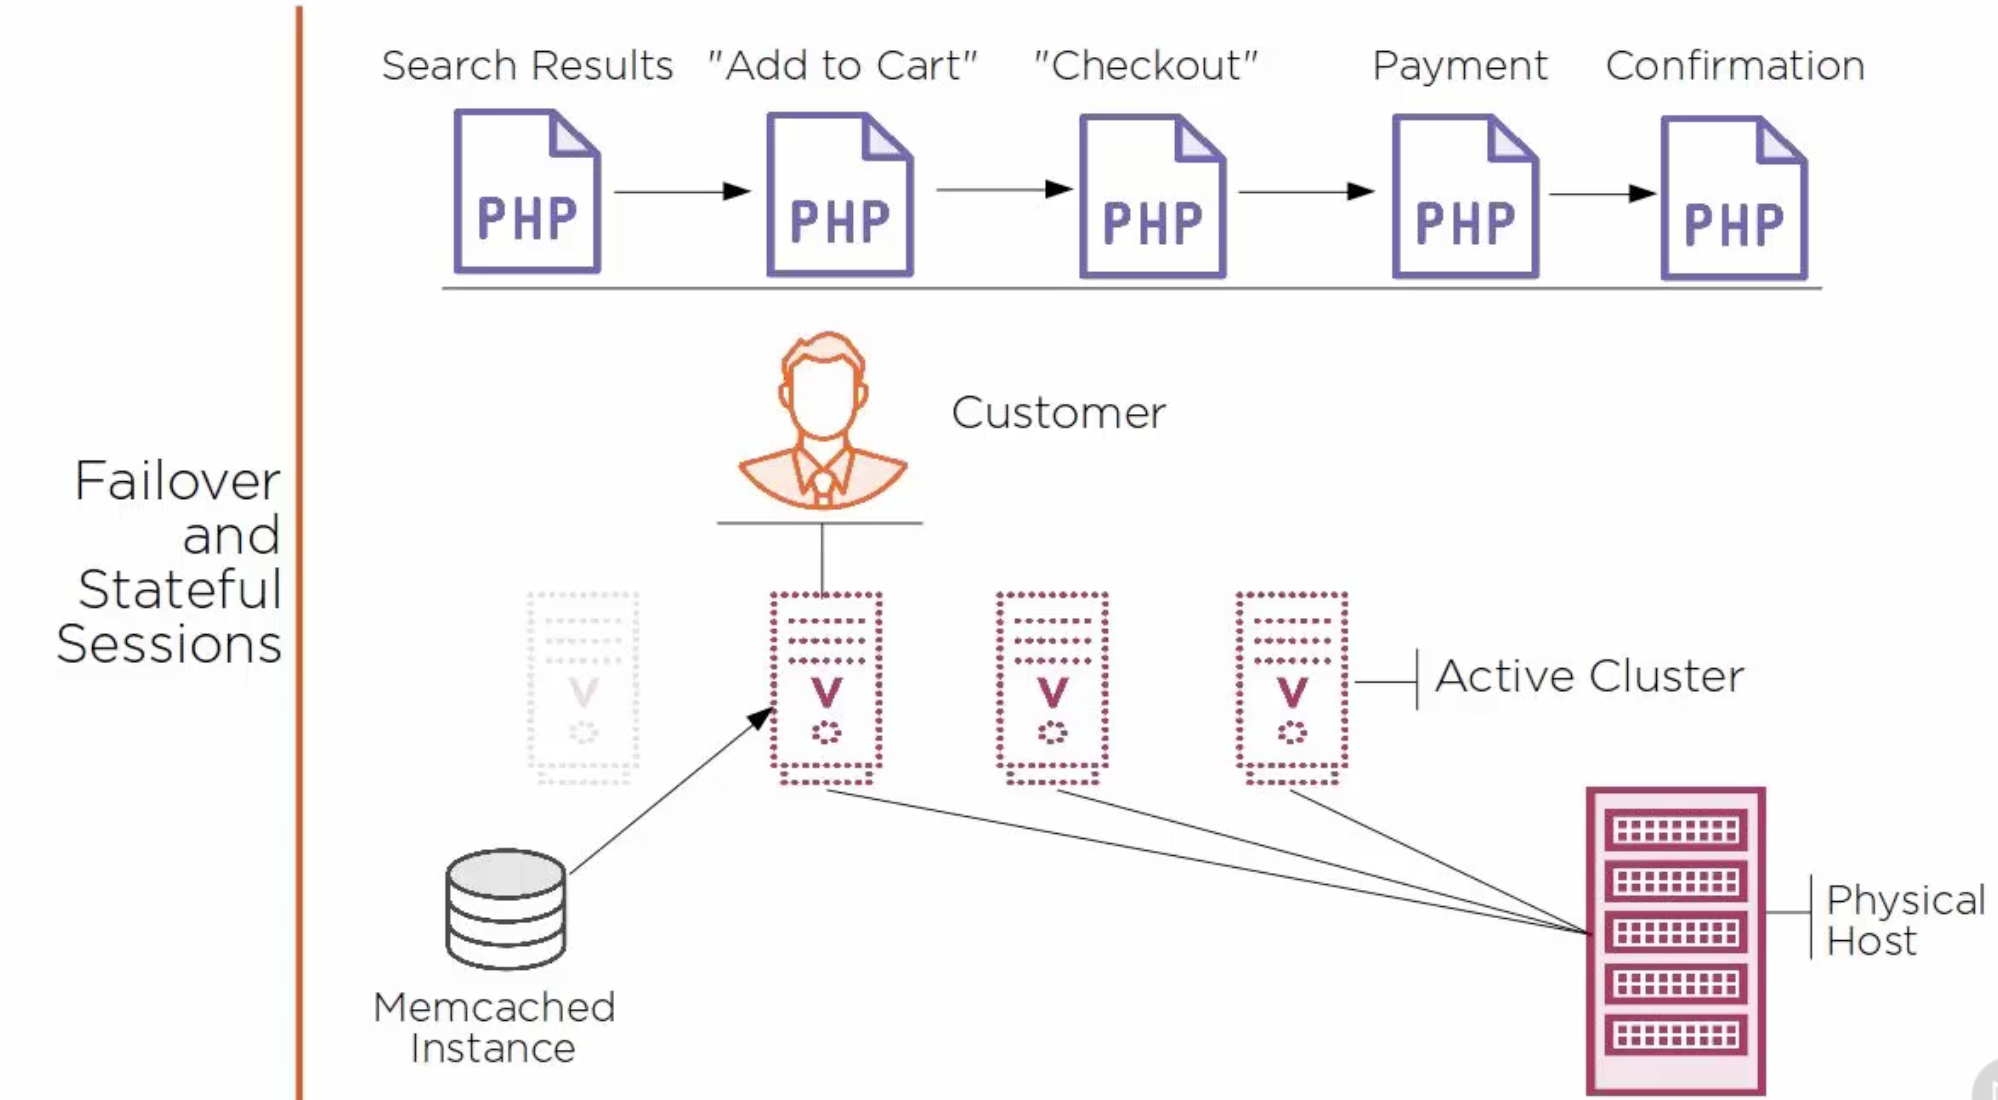 Search Results
"Add to Cart"
"Checkout"
Payment
Confirmation
PHP
PHP
PHP
PHP
PHP
Customer
Failover
and
Stateful
Sessions
V
V
V
V
Active Cluster
Physical
Host
Memcached
Instance